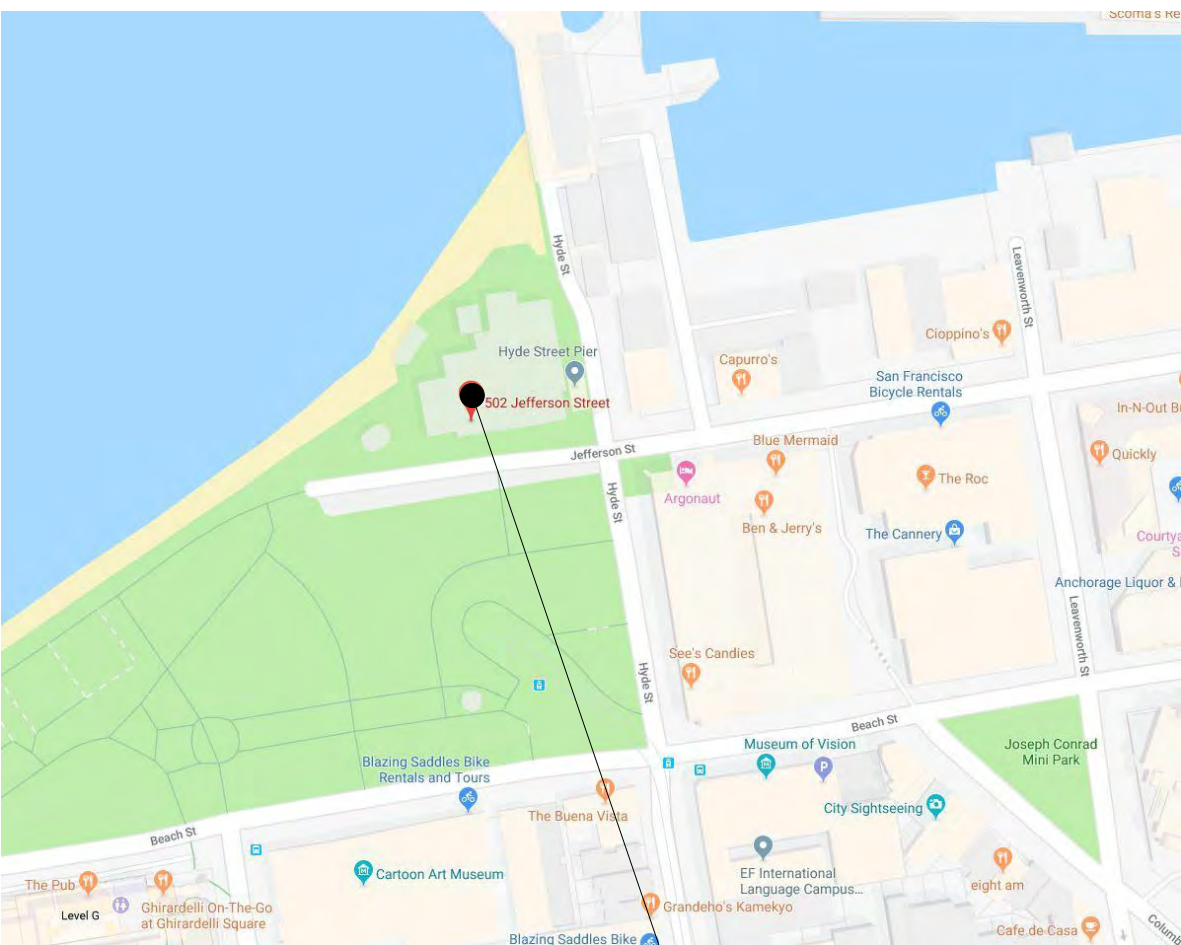 Scoma's Re
Hyde St
Leavenworth St
Cioppino's
Hyde Street Pier
Capurro's
San Francisco
Bicycle Rentals
502 Jefferson Street
In-N-Out Bu
Blue Mermaid
Jefferson St
Quickly
The Roc
Argonaut
Hyde St
Ben & Jerry's
The Cannery
Courtya
S
Anchorage Liquor &
Leavenworth St
See's Candies
Hyde St
Beach St
Museum of Vision
Joseph Conrad
Mini Park
P
Blazing Saddles Bike
Rentals and Tours
City Sightseeing
The Buena Vista
Beach St
Cartoon Art Museum
EF International
Language Campus...
eight am
The Pub
Ghirardelli On-The-Go
at Ghirardelli Square
Level G
Grandeho's Kamekyo
Cafe de Casa
Columb
Blazing Saddles Bike